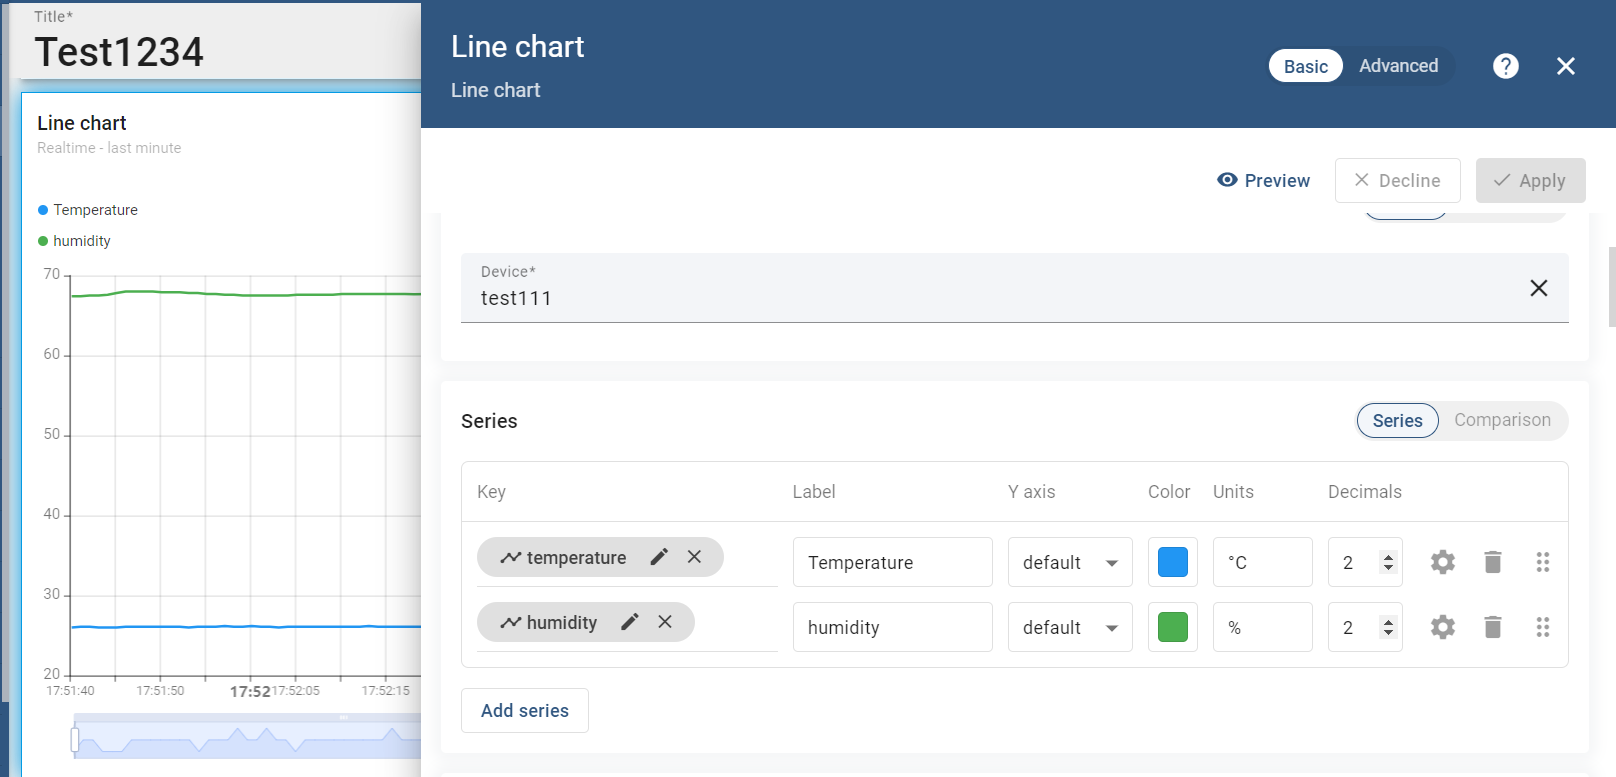 Title*
Test1234
Line chart
Realtime - last minute
Temperature
humidity
70
60
50
40
30
20
17:51:40 17:51:50 17:52 17:52:05 17:52:15
Line chart
Line chart
Basic Advanced
Preview Decline Apply
Device*
test111
Series
Series Comparison
Key Label Y axis Color Units Decimals
temperature Temperature default °C 2
humidity humidity default % 2
Add series